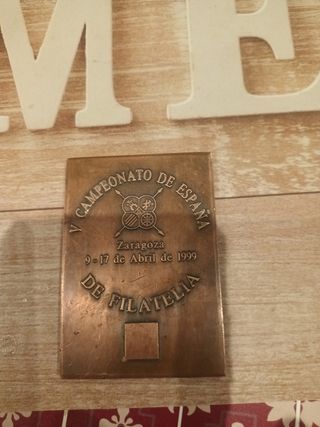 ME
V CAMPEONATO DE ESPAÑA
Zaragoza
9-17 de Abril de 1999
DE FILATELIA